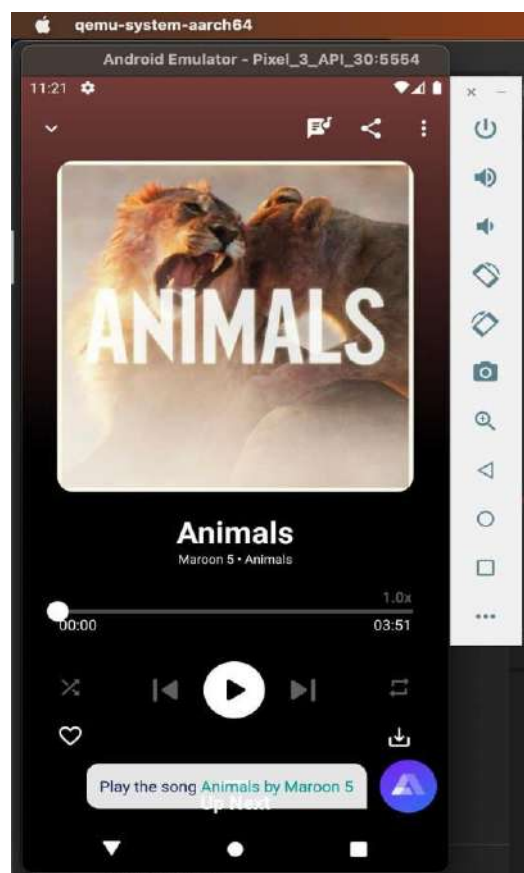 qemu-system-aarch64
Android Emulator - Pixel_3_API_30:5554
11:21
ANIMALS
Animals
Maroon 5 • Animals
1.0x
00:00
03:51
Play the song Animals by Maroon 5
Up Next